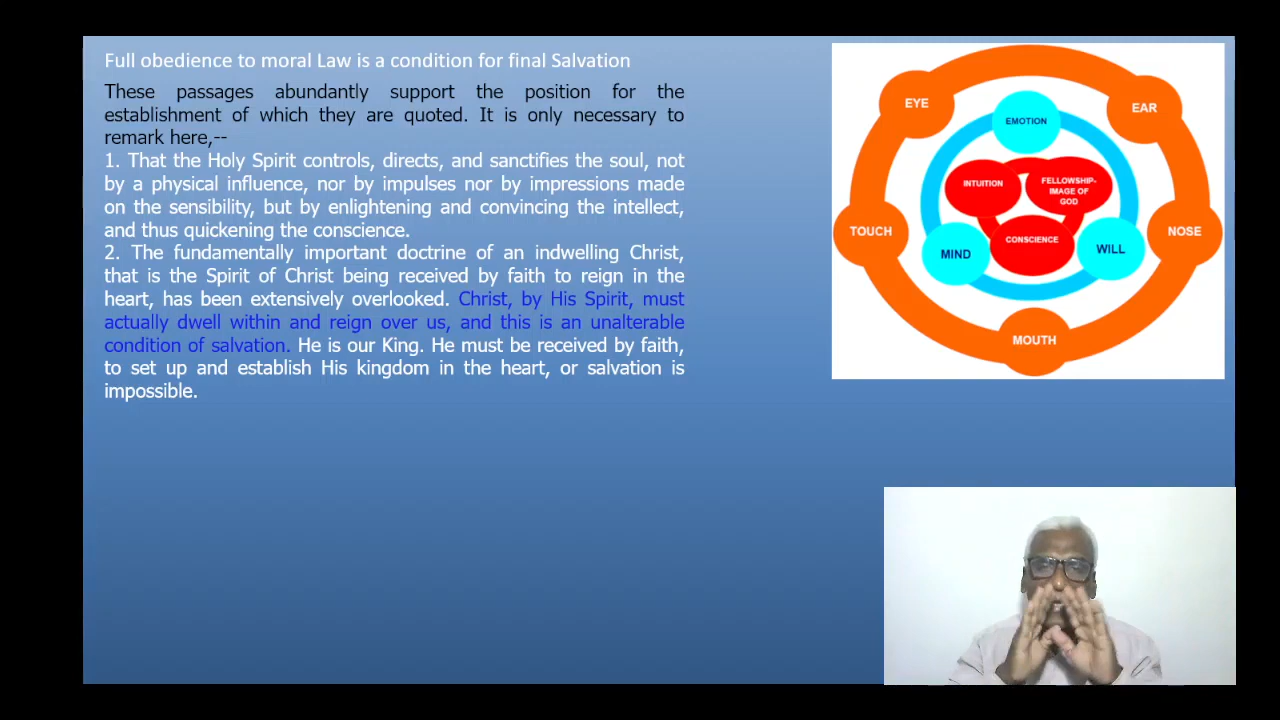 Full obedience to moral Law is a condition for final Salvation
These passages abundantly support the position for the
establishment of which they are quoted. It is only necessary to
remark here,--
1. That the Holy Spirit controls, directs, and sanctifies the soul, not
by a physical influence, nor by impulses nor by impressions made
on the sensibility, but by enlightening and convincing the intellect,
and thus quickening the conscience.
2. The fundamentally important doctrine of an indwelling Christ,
that is the Spirit of Christ being received by faith to reign in the
heart, has been extensively overlooked. Christ, by His Spirit, must
actually dwell within and reign over us, and this is an unalterable
condition of salvation. He is our King. He must be received by faith,
to set up and establish His kingdom in the heart, or salvation is
impossible.
EYE
EAR
EMOTION
INTUITION
FELLOWSHIP-
IMAGE OF
GOD
TOUCH
CONSCIENCE
NOSE
MIND
WILL
MOUTH